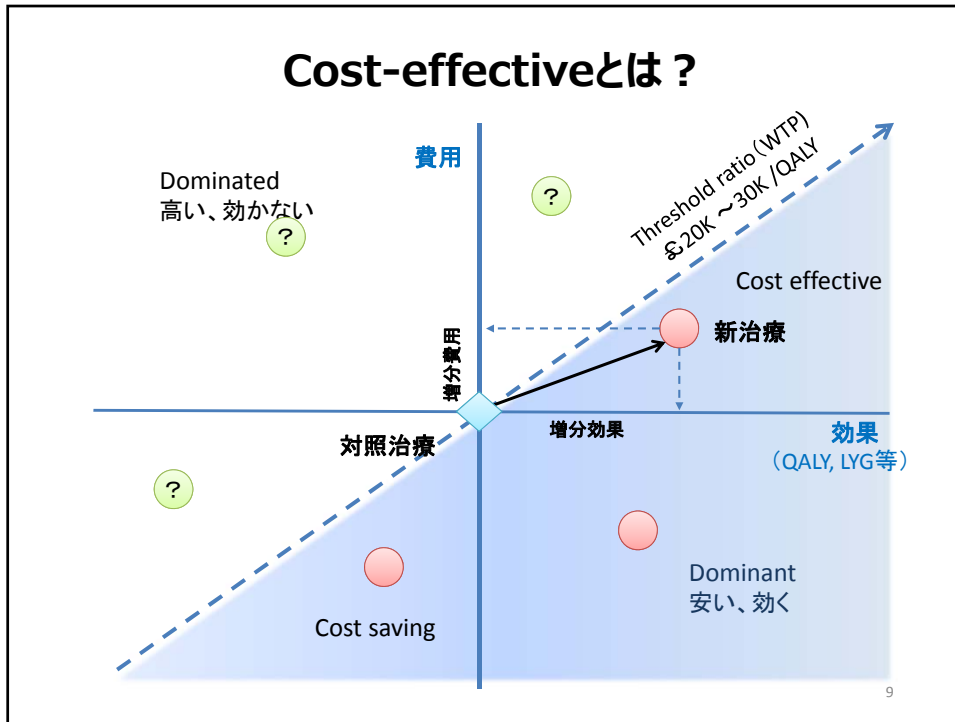 Cost-effectiveとは？
費用
Dominated
高い、効かない
？
？
Threshold ratio（WTP）
￡20K ～30K /QALY
Cost effective
新治療
増分費用
対照治療
増分効果
効果
（QALY, LYG等）
？
Dominant
安い、効く
Cost saving
9